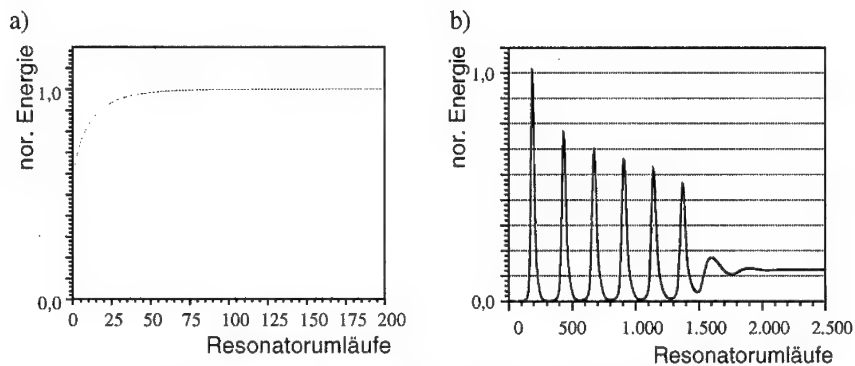 a)
nor. Energie
1,0
0,0
0 25 50 75 100 125 150 175 200
Resonatorumläufe
b)
nor. Energie
1,0
0,0
0 500 1.000 1.500 2.000 2.500
Resonatorumläufe